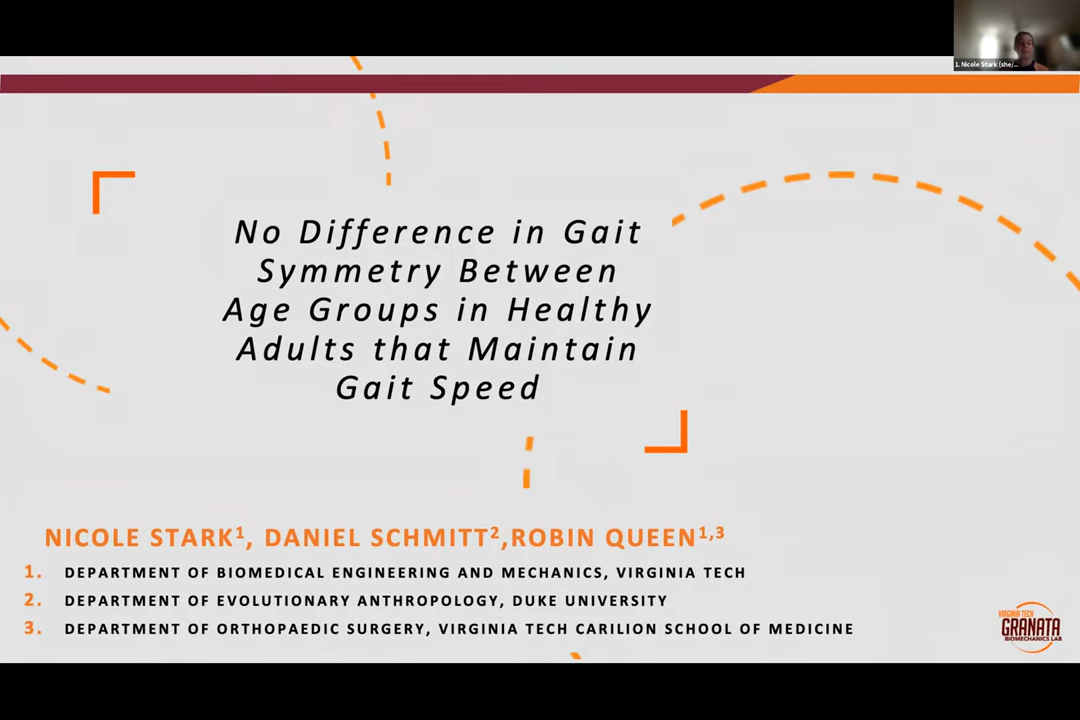 1. Nicole Stark (she/...
No Difference in Gait
Symmetry Between
Age Groups in Healthy
Adults that Maintain
Gait Speed
NICOLE STARK¹, DANIEL SCHMITT²,ROBIN QUEEN¹,³
1. DEPARTMENT OF BIOMEDICAL ENGINEERING AND MECHANICS, VIRGINIA TECH
2. DEPARTMENT OF EVOLUTIONARY ANTHROPOLOGY, DUKE UNIVERSITY
3. DEPARTMENT OF ORTHOPAEDIC SURGERY, VIRGINIA TECH CARILION SCHOOL OF MEDICINE
VIRGINIA TECH
GRANATA
BIOMECHANICS LAB